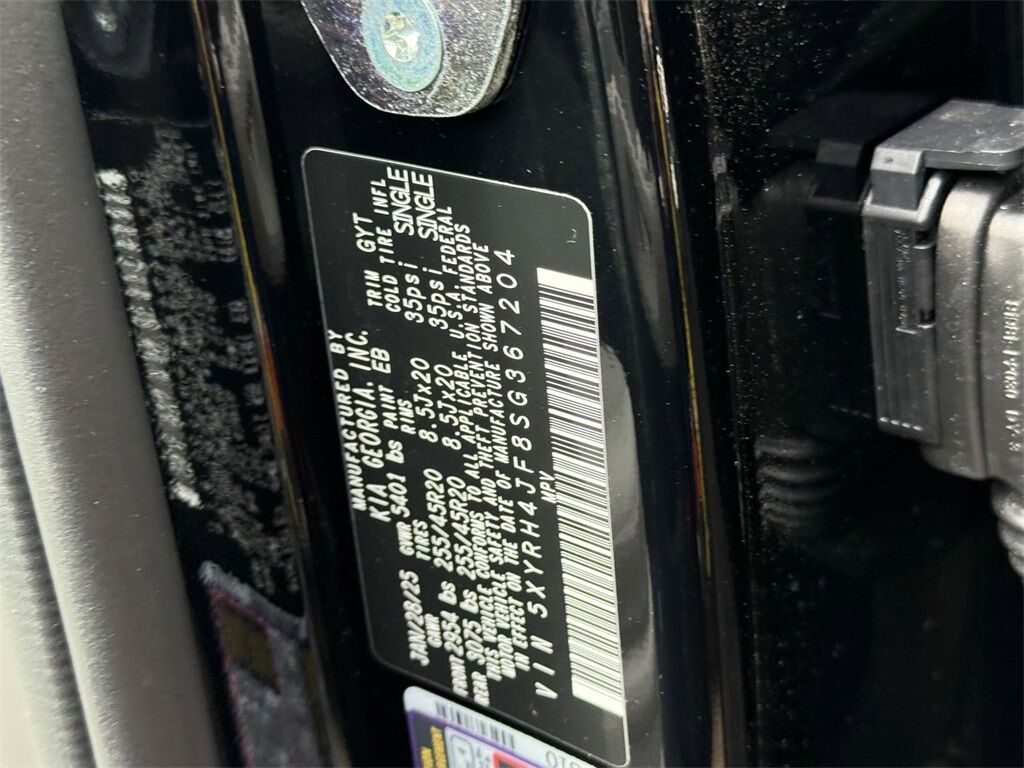 MANUFACTURED BY
KIA GEORGIA, INC.
JAN/28/25 GVWR 5401 lbs PAINT EB TRIM GYT
GAWR TIRES RIMS COLD TIRE INFL
FRONT 2954 lbs 255/45R20 8.5Jx20 35psi SINGLE
REAR 3075 lbs 255/45R20 8.5Jx20 35psi SINGLE
THIS VEHICLE CONFORMS TO ALL APPLICABLE U.S.A. FEDERAL
MOTOR VEHICLE SAFETY AND THEFT PREVENTION STANDARDS
IN EFFECT ON THE DATE OF MANUFACTURE SHOWN ABOVE
VIN 5XYRH4JF8SG367204
MPV